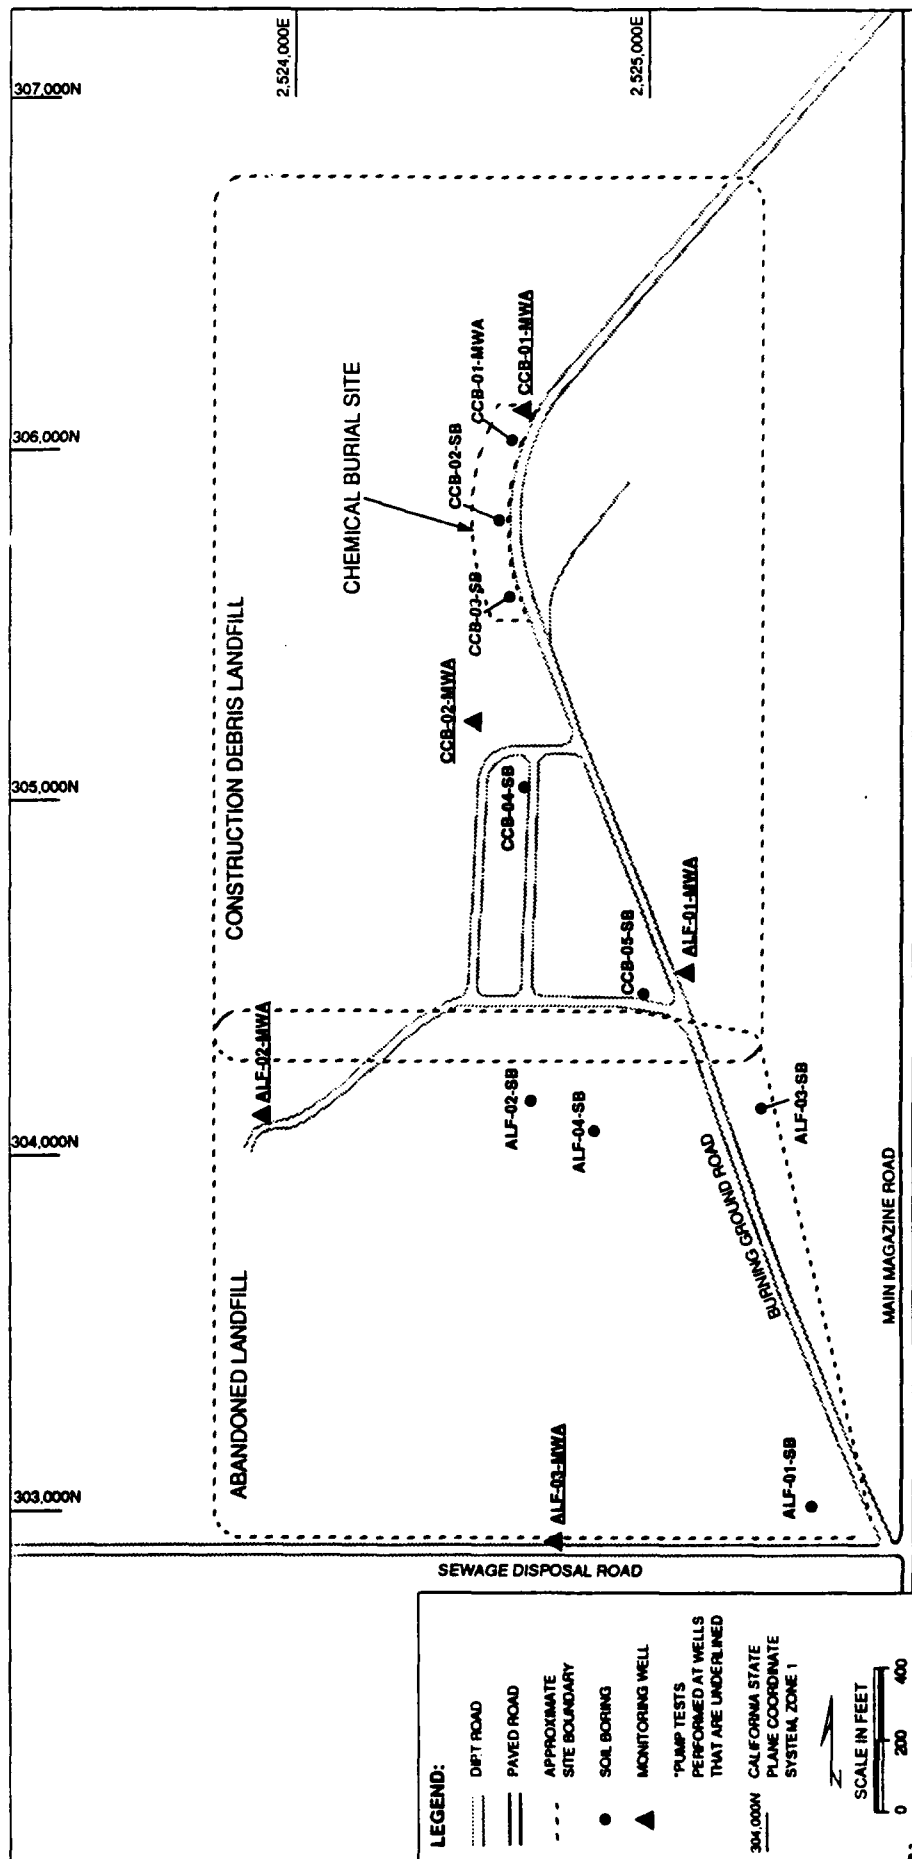 307,000N
306,000N
305,000N
304,000N
303,000N
2,524,000E
2,525,000E
CONSTRUCTION DEBRIS LANDFILL
ABANDONED LANDFILL
CHEMICAL BURIAL SITE
CCB-01-MWA
CCB-01-MWA
CCB-02-SB
CCB-03-SB
CCB-02-MWA
CCB-04-SB
CCB-05-SB
ALF-01-MWA
ALF-02-MWA
ALF-02-SB
ALF-04-SB
ALF-03-SB
ALF-03-MWA
ALF-01-SB
BURNING GROUND ROAD
MAIN MAGAZINE ROAD
SEWAGE DISPOSAL ROAD
LEGEND:
DIRT ROAD
PAVED ROAD
APPROXIMATE
SITE BOUNDARY
SOIL BORING
MONITORING WELL
*PUMP TESTS
PERFORMED AT WELLS
THAT ARE UNDERLINED
304,000N CALIFORNIA STATE
PLANE COORDINATE
SYSTEM, ZONE 1
N
SCALE IN FEET
0 200 400